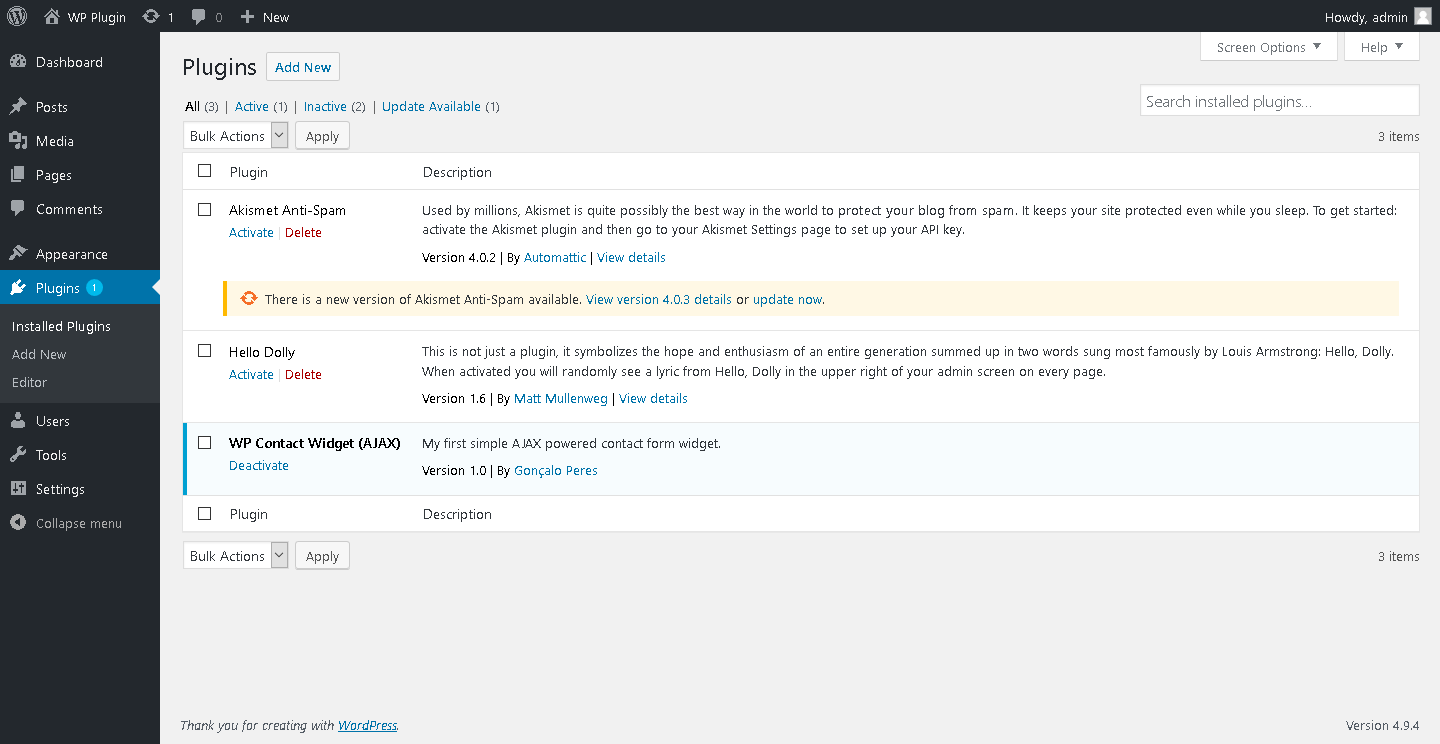 WP Plugin 1 0 New Howdy, admin
Screen Options Help
Dashboard
Posts
Media
Pages
Comments
Appearance
Plugins 1
Installed Plugins
Add New
Editor
Users
Tools
Settings
Collapse menu
Plugins Add New
All (3) | Active (1) | Inactive (2) | Update Available (1)
Search installed plugins...
Bulk Actions Apply 3 items
Plugin Description
Akismet Anti-Spam
Activate | Delete
Used by millions, Akismet is quite possibly the best way in the world to protect your blog from spam. It keeps your site protected even while you sleep. To get started:
activate the Akismet plugin and then go to your Akismet Settings page to set up your API key.
Version 4.0.2 | By Automattic | View details
There is a new version of Akismet Anti-Spam available. View version 4.0.3 details or update now.
Hello Dolly
Activate | Delete
This is not just a plugin, it symbolizes the hope and enthusiasm of an entire generation summed up in two words sung most famously by Louis Armstrong: Hello, Dolly.
When activated you will randomly see a lyric from Hello, Dolly in the upper right of your admin screen on every page.
Version 1.6 | By Matt Mullenweg | View details
WP Contact Widget (AJAX)
Deactivate
My first simple AJAX powered contact form widget.
Version 1.0 | By Gonçalo Peres
Plugin Description
Bulk Actions Apply 3 items
Thank you for creating with WordPress. Version 4.9.4